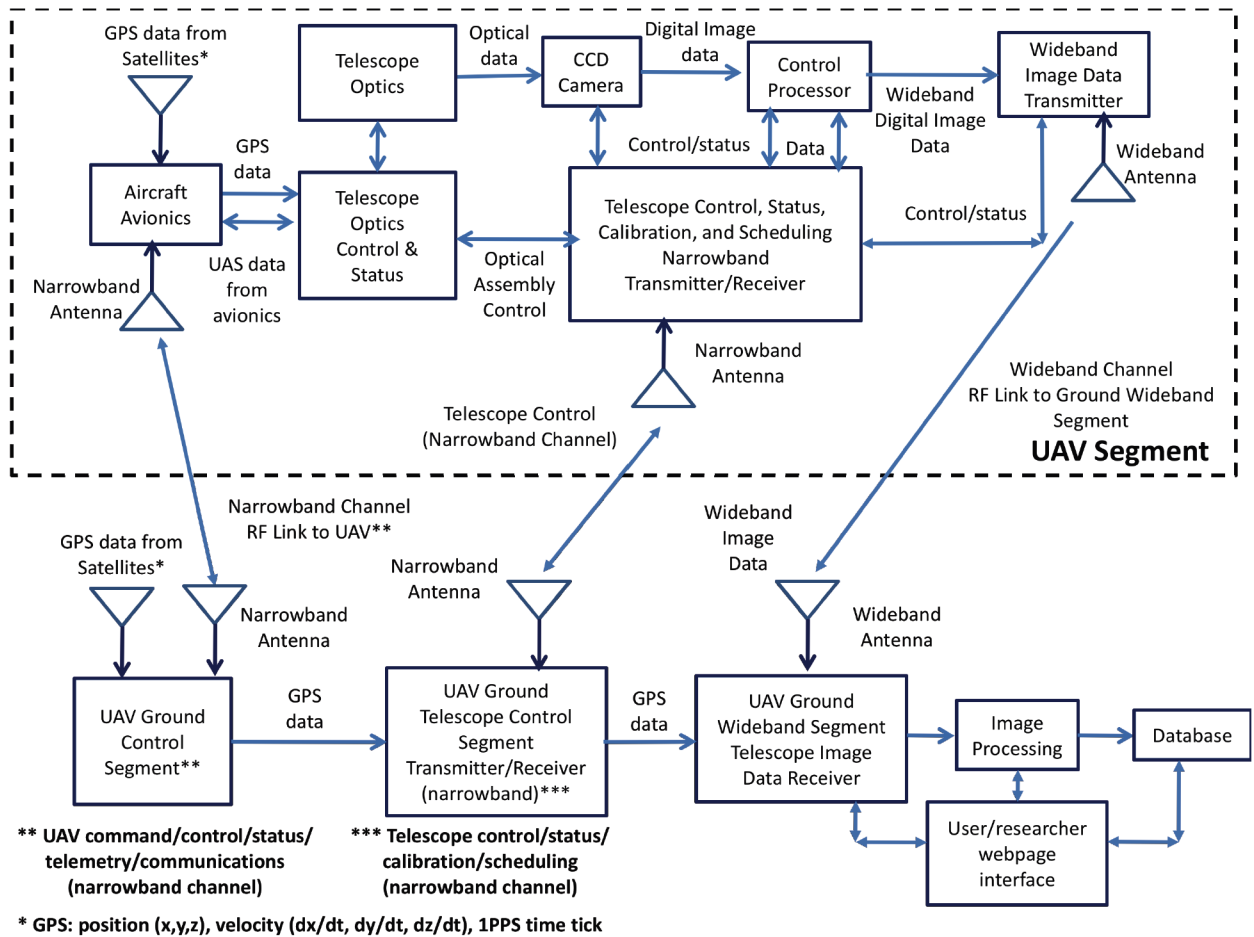 GPS data from
Satellites*
Telescope
Optics
Optical
data
CCD
Camera
Digital Image
data
Control
Processor
Wideband
Image Data
Transmitter
Wideband
Digital Image
Data
GPS
data
Control/status
Data
Wideband
Antenna
Aircraft
Avionics
Telescope
Optics
Control &
Status
Telescope Control, Status,
Calibration, and Scheduling
Narrowband
Transmitter/Receiver
Control/status
Narrowband
Antenna
UAS data
from
avionics
Optical
Assembly
Control
Narrowband
Antenna
Telescope Control
(Narrowband Channel)
Wideband Channel
RF Link to Ground Wideband
Segment
UAV Segment
Narrowband Channel
RF Link to UAV**
GPS data from
Satellites*
Narrowband
Antenna
Narrowband
Antenna
Wideband
Image
Data
Wideband
Antenna
UAV Ground
Control
Segment**
GPS
data
UAV Ground
Telescope Control
Segment
Transmitter/Receiver
(narrowband)***
GPS
data
UAV Ground
Wideband Segment
Telescope Image
Data Receiver
Image
Processing
Database
User/researcher
webpage
interface
** UAV command/control/status/
telemetry/communications
(narrowband channel)
*** Telescope control/status/
calibration/scheduling
(narrowband channel)
* GPS: position (x,y,z), velocity (dx/dt, dy/dt, dz/dt), 1PPS time tick